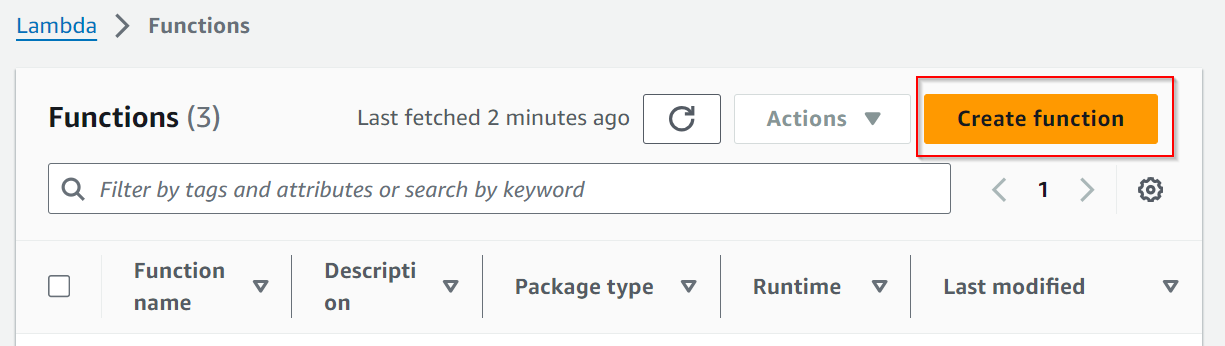 Lambda > Functions
Functions (3) Last fetched 2 minutes ago Actions Create function
Filter by tags and attributes or search by keyword 1
Function name Descripti on Package type Runtime Last modified